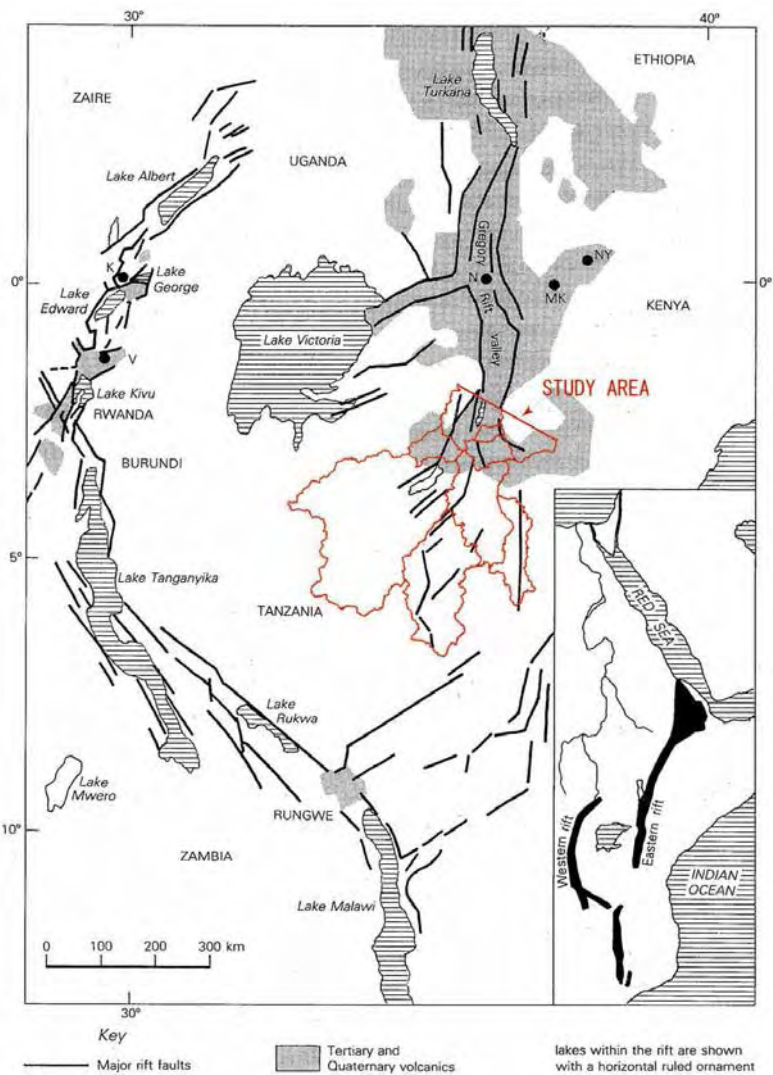 30°
40°
ETHIOPIA
Lake
Turkana
ZAIRE
UGANDA
Lake Albert
Gregory
Rift
valley
K
Lake
George
NY
N
MK
0°
0°
Lake
Edward
KENYA
Lake Victoria
V
STUDY AREA
Lake Kivu
RWANDA
BURUNDI
5°
Lake Tanganyika
TANZANIA
RED SEA
Lake
Rukwa
Lake
Mwero
RUNGWE
10°
ZAMBIA
Western rift
Eastern rift
INDIAN
OCEAN
Lake Malawi
0 100 200 300 km
30°
Key
Major rift faults
Tertiary and
Quaternary volcanics
lakes within the rift are shown
with a horizontal ruled ornament